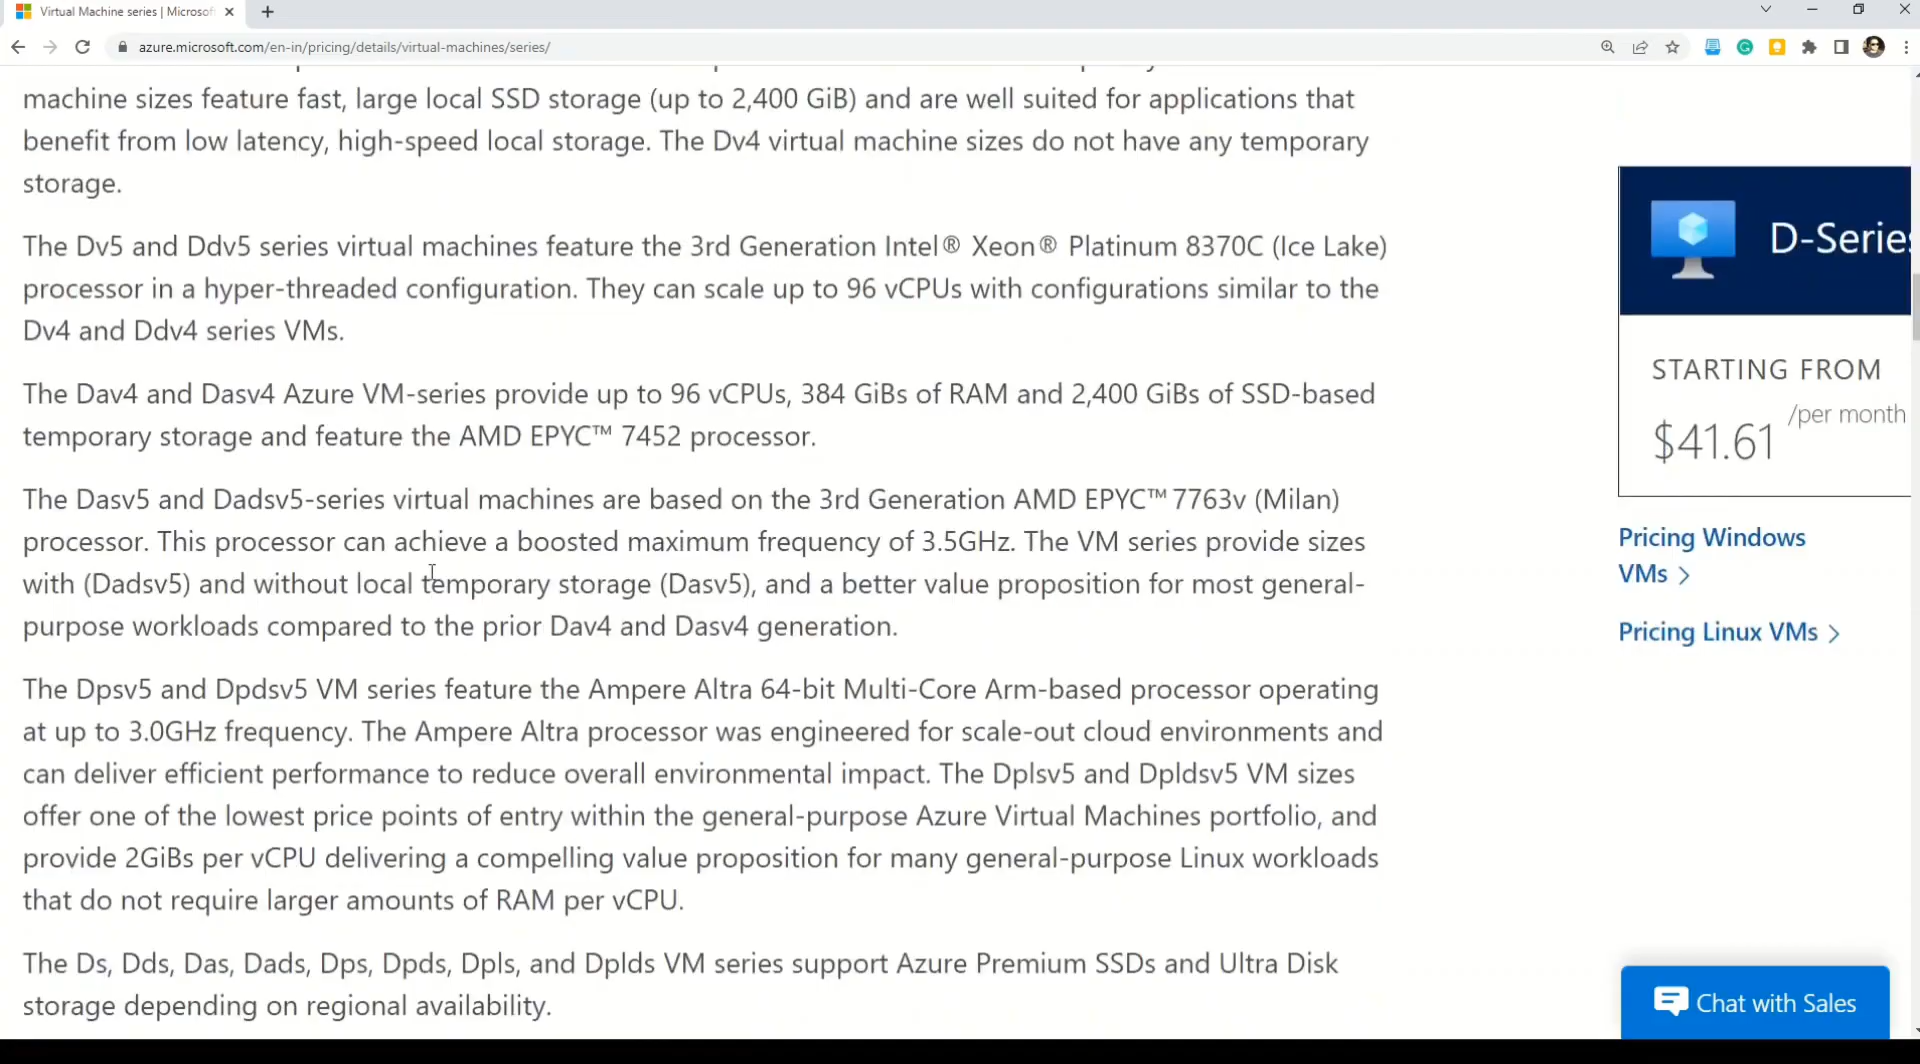 Virtual Machine series | Microsof
azure.microsoft.com/en-in/pricing/details/virtual-machines/series/
machine sizes feature fast, large local SSD storage (up to 2,400 GiB) and are well suited for applications that
benefit from low latency, high-speed local storage. The Dv4 virtual machine sizes do not have any temporary
storage.
The Dv5 and Ddv5 series virtual machines feature the 3rd Generation Intel® Xeon® Platinum 8370C (Ice Lake)
processor in a hyper-threaded configuration. They can scale up to 96 vCPUs with configurations similar to the
Dv4 and Ddv4 series VMs.
The Dav4 and Dasv4 Azure VM-series provide up to 96 vCPUs, 384 GiBs of RAM and 2,400 GiBs of SSD-based
temporary storage and feature the AMD EPYC™ 7452 processor.
The Dasv5 and Dadsv5-series virtual machines are based on the 3rd Generation AMD EPYC™ 7763v (Milan)
processor. This processor can achieve a boosted maximum frequency of 3.5GHz. The VM series provide sizes
with (Dadsv5) and without local temporary storage (Dasv5), and a better value proposition for most general-
purpose workloads compared to the prior Dav4 and Dasv4 generation.
The Dpsv5 and Dpdsv5 VM series feature the Ampere Altra 64-bit Multi-Core Arm-based processor operating
at up to 3.0GHz frequency. The Ampere Altra processor was engineered for scale-out cloud environments and
can deliver efficient performance to reduce overall environmental impact. The Dplsv5 and Dpldsv5 VM sizes
offer one of the lowest price points of entry within the general-purpose Azure Virtual Machines portfolio, and
provide 2GiBs per vCPU delivering a compelling value proposition for many general-purpose Linux workloads
that do not require larger amounts of RAM per vCPU.
The Ds, Dds, Das, Dads, Dps, Dpds, Dpls, and Dplds VM series support Azure Premium SSDs and Ultra Disk
storage depending on regional availability.
D-Series
STARTING FROM
$41.61 /per month
Pricing Windows
VMs
Pricing Linux VMs
Chat with Sales